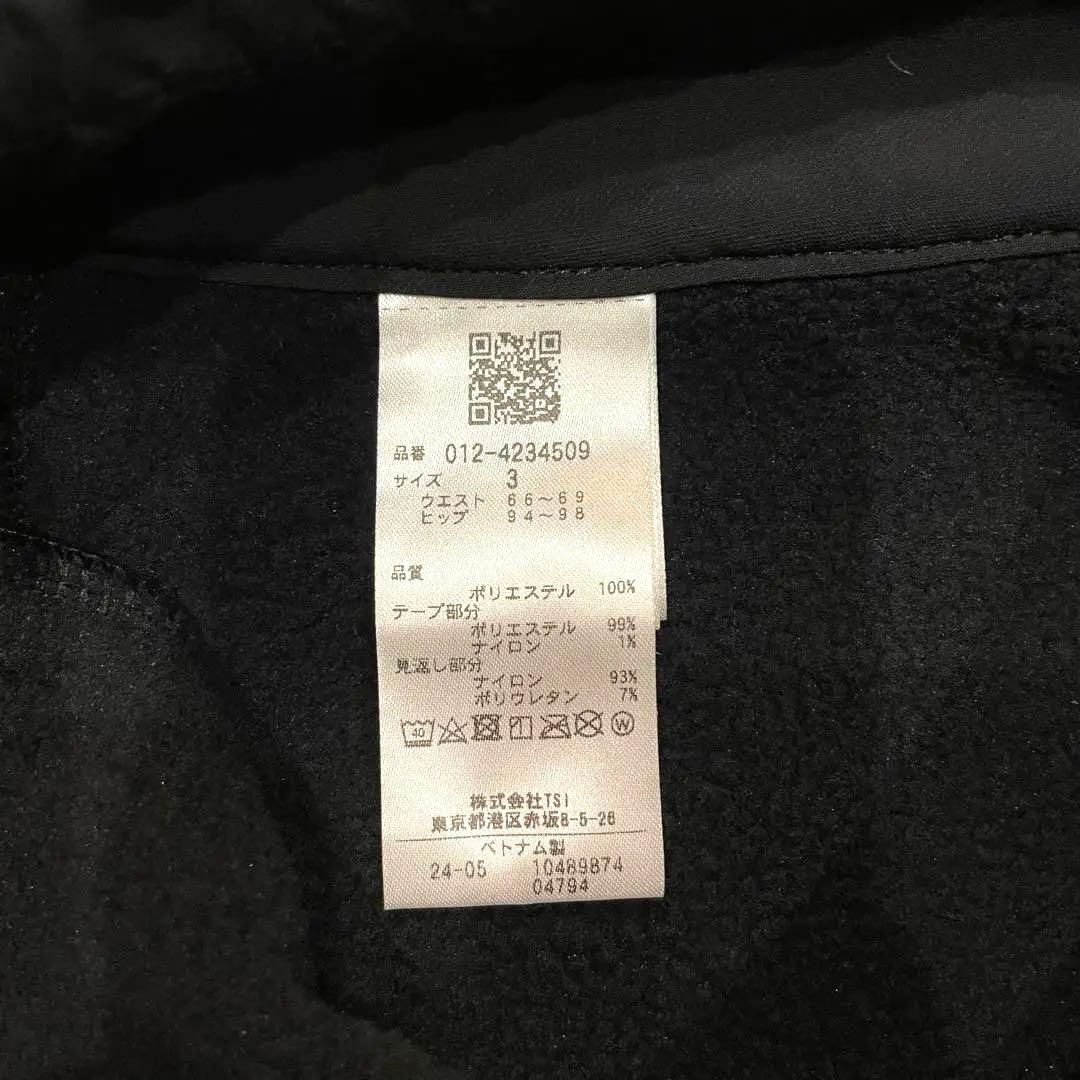 品番 012-4234509
サイズ 3
ウエスト 66~69
ヒップ 94~98
品質
ポリエステル 100%
テープ部分
ポリエステル 99%
ナイロン 1%
見返し部分
ナイロン 93%
ポリウレタン 7%
40 W
株式会社TSI
東京都港区赤坂8-5-28
ベトナム製
24-05 10489874
04794